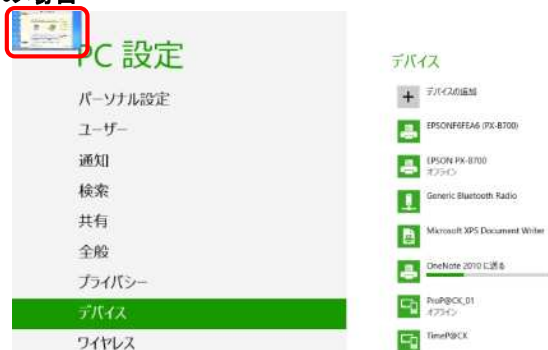 PC 設定
パーソナル設定
ユーザー
通知
検索
共有
全般
プライバシー
デバイス
ワイヤレス
デバイス
デバイスの追加
EPSONF6FEA6 (PX-B700)
EPSON PX-B700
オフライン
Generic Bluetooth Radio
Microsoft XPS Document Writer
OneNote 2010 に送る
ProP@CK_01
オフライン
TimeP@CK